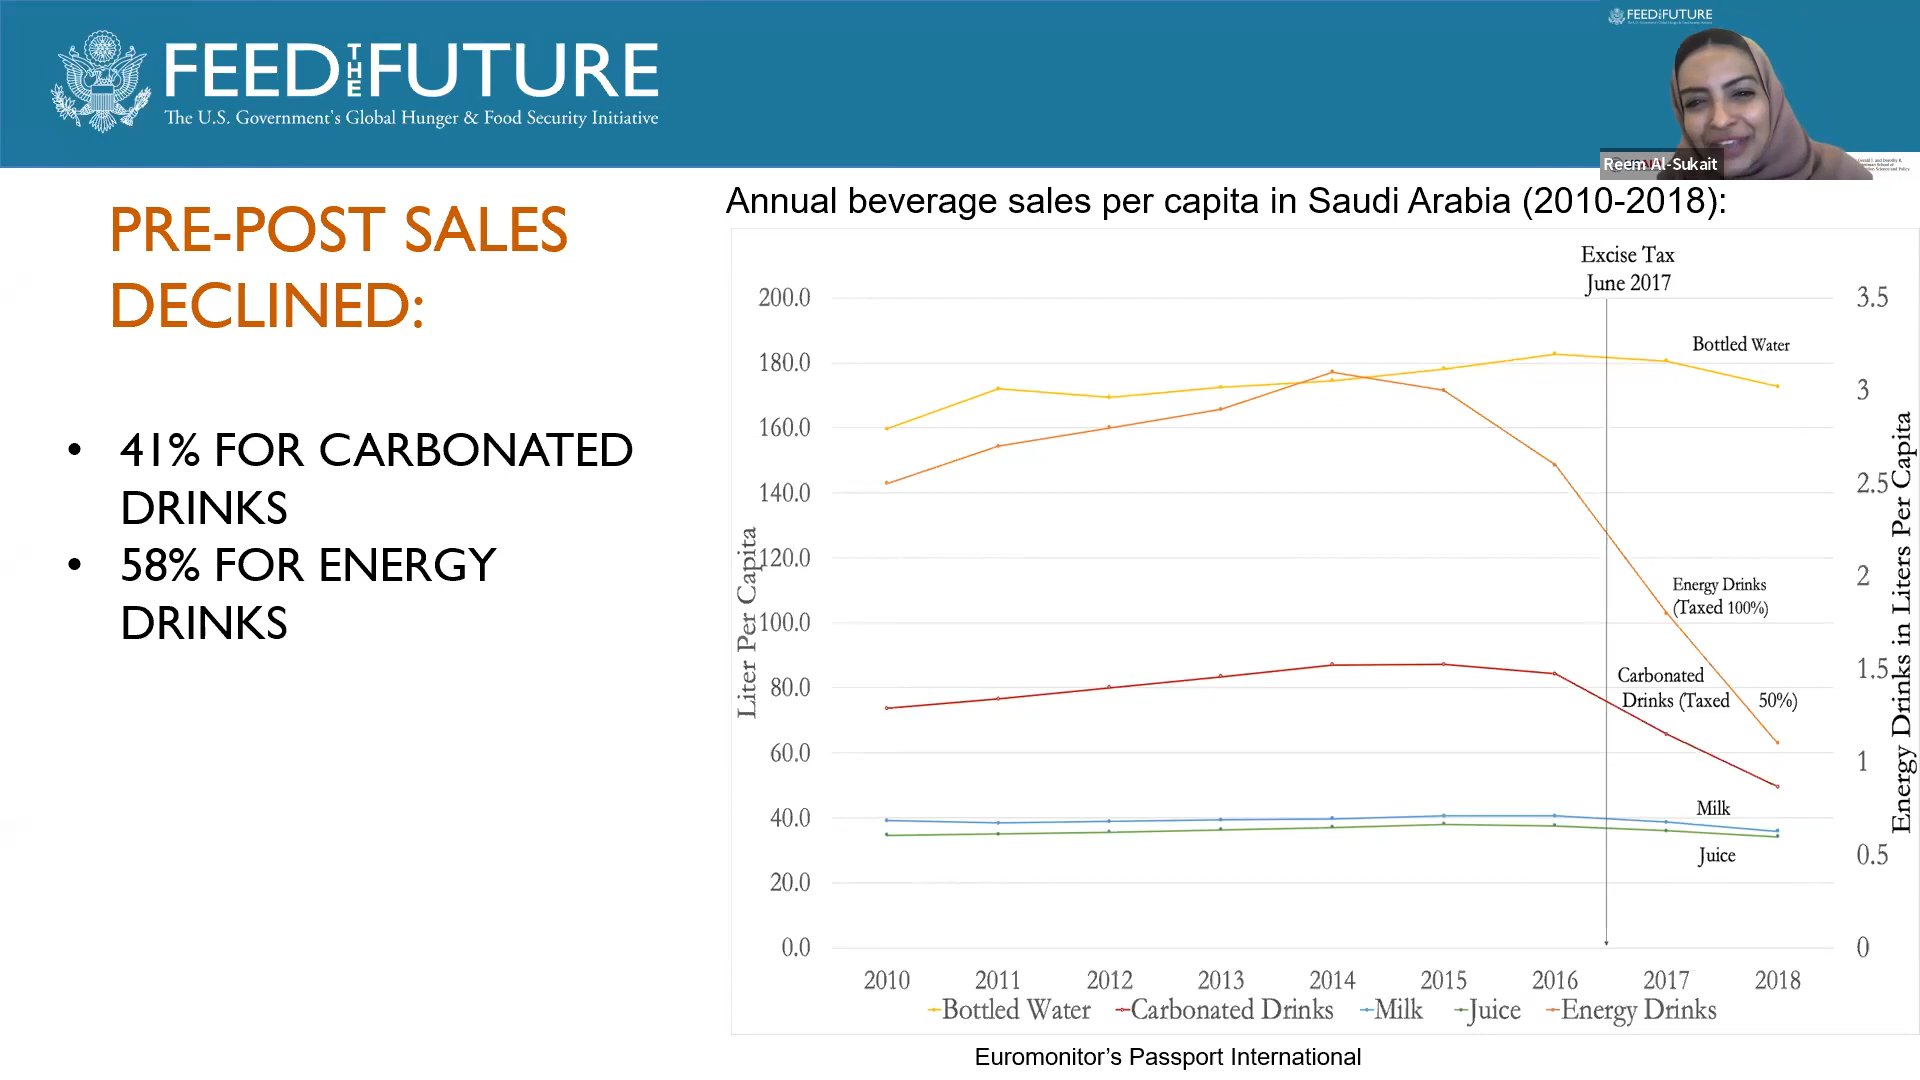 FEED THE FUTURE
The U.S. Government's Global Hunger & Food Security Initiative
FEED THE FUTURE
Reem Al-Sukait
PRE-POST SALES
DECLINED:
• 41% FOR CARBONATED
DRINKS
• 58% FOR ENERGY
DRINKS
Annual beverage sales per capita in Saudi Arabia (2010-2018):
Excise Tax
June 2017
200.0
180.0
160.0
140.0
120.0
100.0
80.0
60.0
40.0
20.0
0.0
Liter Per Capita
3.5
3
2.5
2
1.5
1
0.5
0
Energy Drinks in Liters Per Capita
Bottled Water
Energy Drinks
(Taxed 100%)
Carbonated
Drinks (Taxed 50%)
Milk
Juice
2010 2011 2012 2013 2014 2015 2016 2017 2018
Bottled Water Carbonated Drinks Milk Juice Energy Drinks
Euromonitor’s Passport International